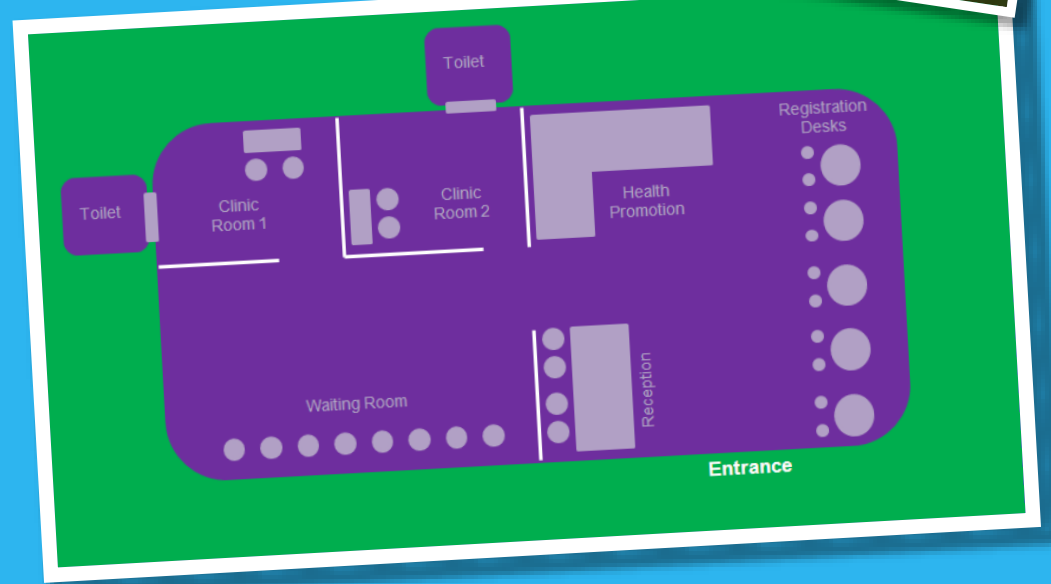 Toilet
Registration
Desks
Toilet
Clinic
Room 1
Clinic
Room 2
Health
Promotion
Waiting Room
Reception
Entrance